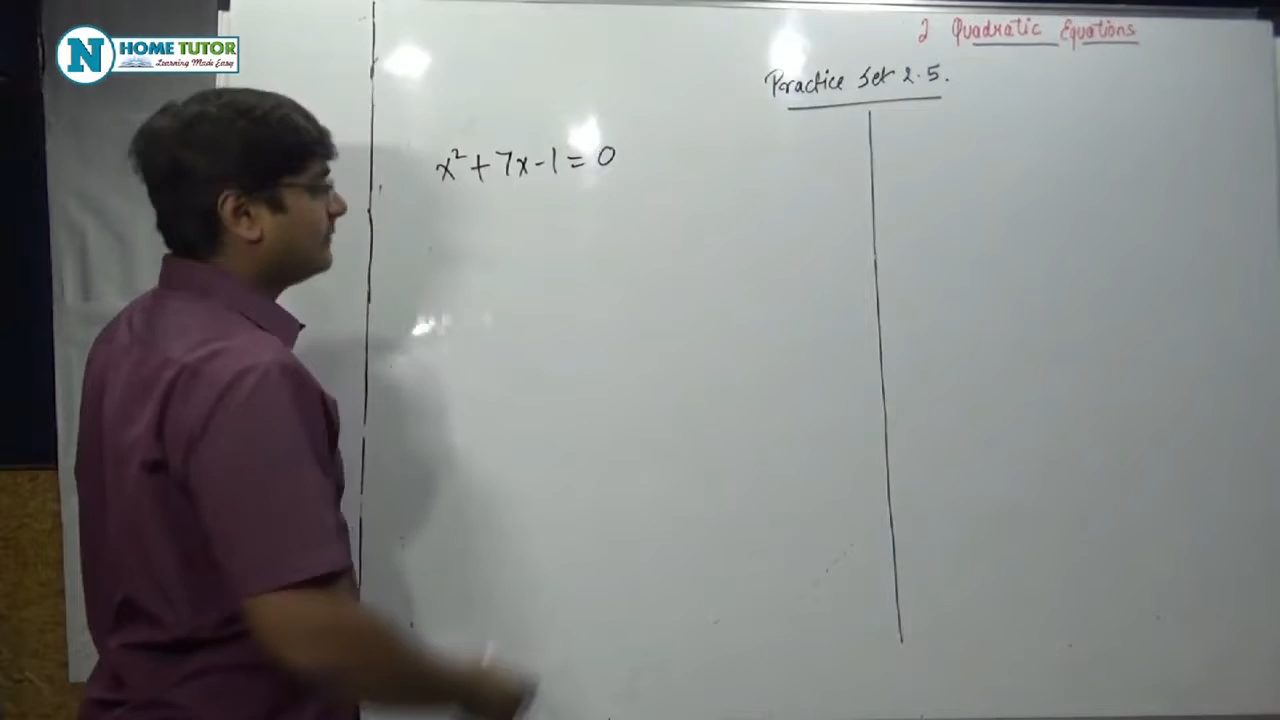 N HOME TUTOR
Learning Made Easy
2 Quadratic Equations
Practice Set 2.5.
x² + 7x - 1 = 0